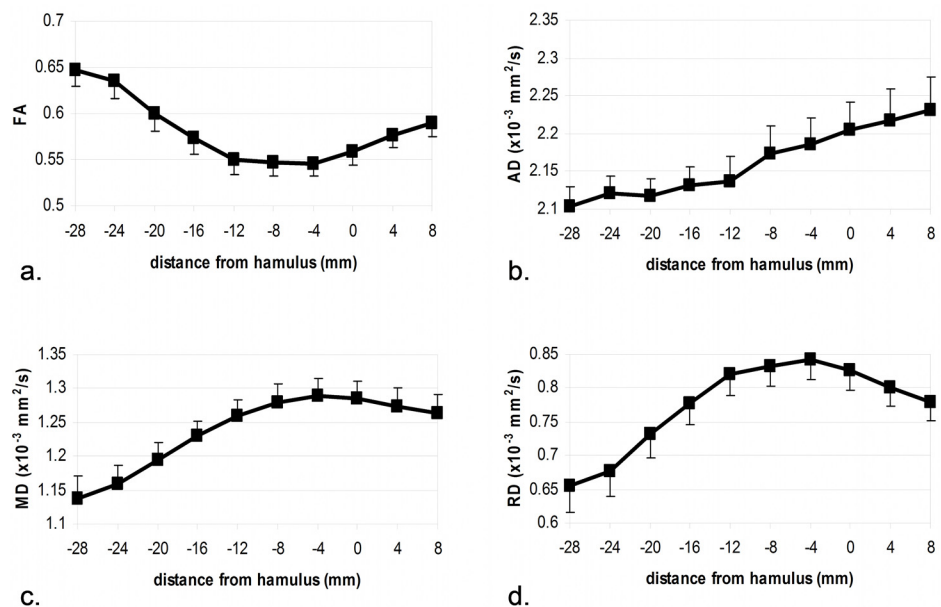 0.7
0.65
0.6
0.55
0.5
FA
-28 -24 -20 -16 -12 -8 -4 0 4 8
distance from hamulus (mm)
a.
2.35
2.3
2.25
2.2
2.15
2.1
AD (x10⁻³ mm²/s)
-28 -24 -20 -16 -12 -8 -4 0 4 8
distance from hamulus (mm)
b.
1.35
1.3
1.25
1.2
1.15
1.1
MD (x10⁻³ mm²/s)
-28 -24 -20 -16 -12 -8 -4 0 4 8
distance from hamulus (mm)
c.
0.85
0.8
0.75
0.7
0.65
0.6
RD (x10⁻³ mm²/s)
-28 -24 -20 -16 -12 -8 -4 0 4 8
distance from hamulus (mm)
d.